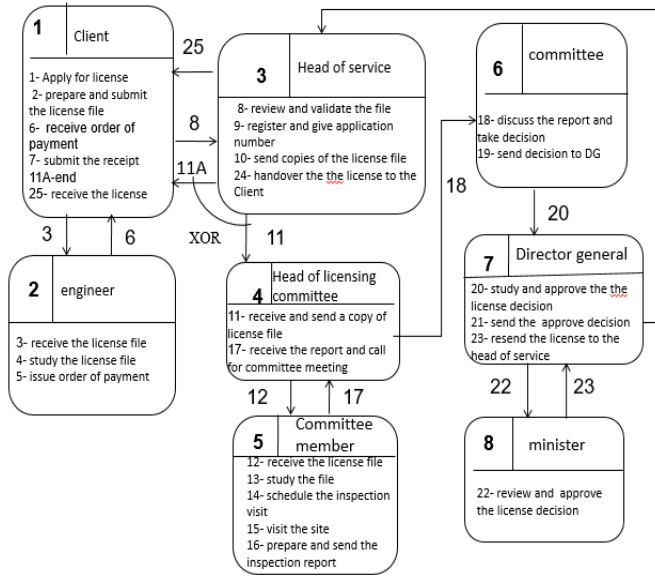 1 Client
1- Apply for license
2- prepare and submit
the license file
6- receive order of
payment
7- submit the receipt
11A-end
25- receive the license
25
8
11A
XOR
11
3 Head of service
8- review and validate the file
9- register and give application
number
10- send copies of the license file
24- handover the the license to the
Client
3
6
2 engineer
3- receive the license file
4- study the license file
5- issue order of payment
4 Head of licensing
committee
11- receive and send a copy of
license file
17- receive the report and call
for committee meeting
12
17
5 Committee
member
12- receive the license file
13- study the file
14- schedule the inspection
visit
15- visit the site
16- prepare and send the
inspection report
18
6 committee
18- discuss the report and
take decision
19- send decision to DG
20
7 Director general
20- study and approve the the
license decision
21- send the approve decision
23- resend the license to the
head of service
22
23
8 minister
22- review and approve
the license decision